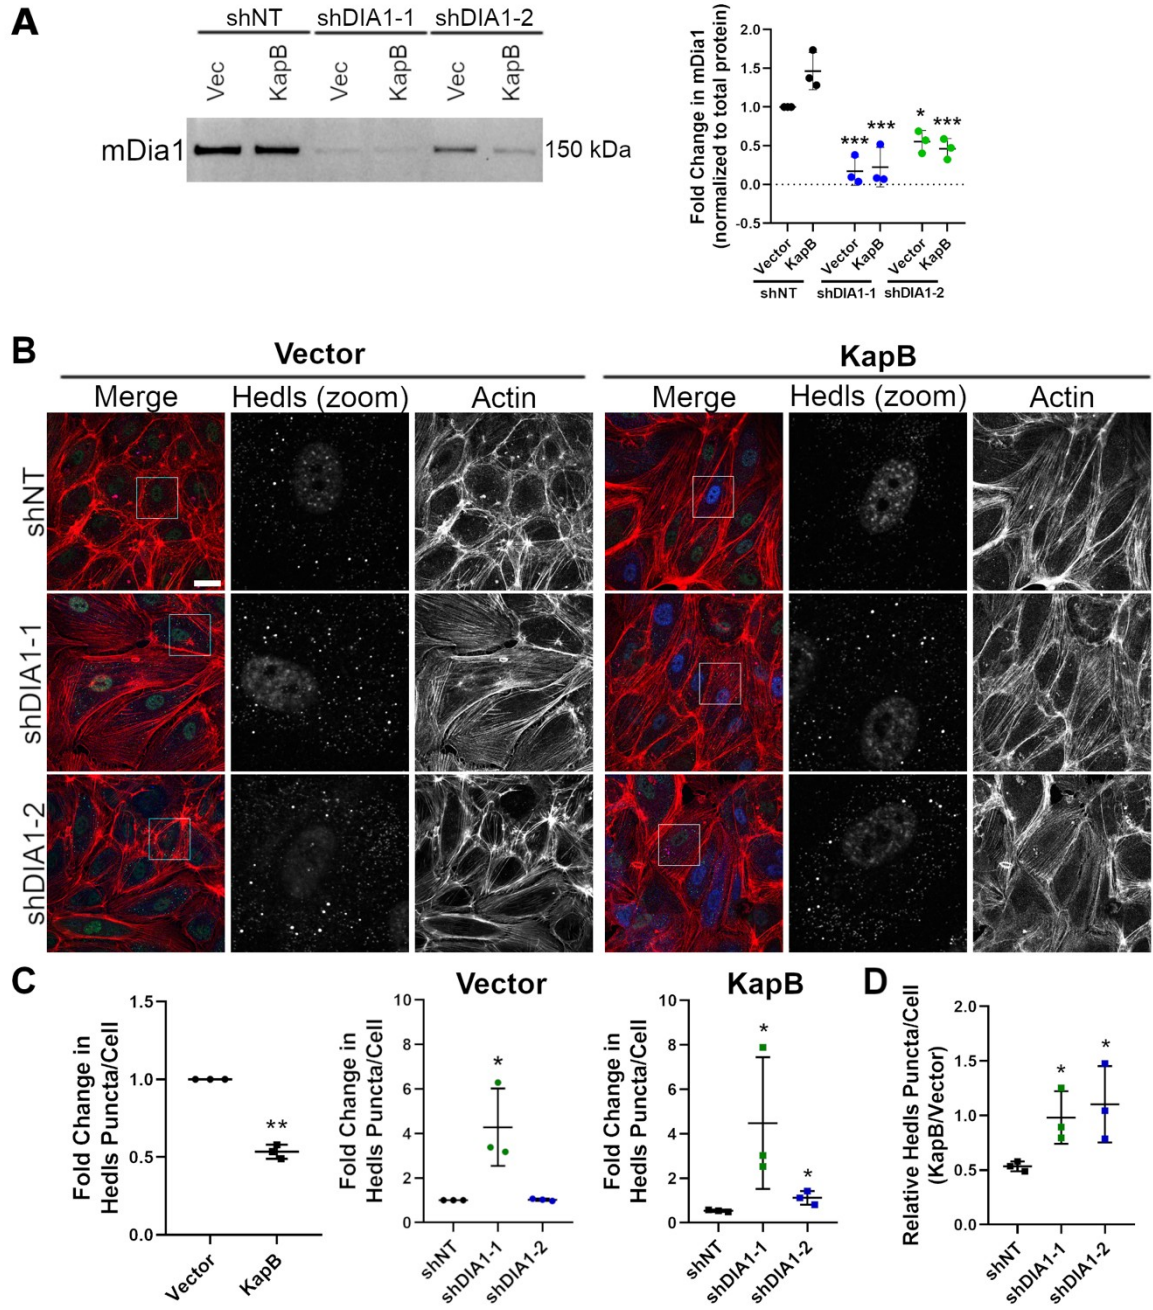 A
shNT shDIA1-1 shDIA1-2
Vec KapB Vec KapB Vec KapB
mDia1
150 kDa
Fold Change in mDia1
(normalized to total protein)
2.0
1.5
1.0
0.5
0.0
-0.5
***
***
*
***
Vector KapB Vector KapB Vector KapB
shNT shDIA1-1 shDIA1-2
B
Vector KapB
Merge Hedls (zoom) Actin Merge Hedls (zoom) Actin
shNT
shDIA1-1
shDIA1-2
C
Fold Change in
Hedls Puncta/Cell
1.5
1.0
0.5
0.0
**
Vector KapB
Vector
Fold Change in
Hedls Puncta/Cell
10
8
6
4
2
0
*
shNT shDIA1-1 shDIA1-2
KapB
Fold Change in
Hedls Puncta/Cell
10
8
6
4
2
0
*
*
shNT shDIA1-1 shDIA1-2
D
Relative Hedls Puncta/Cell
(KapB/Vector)
2.0
1.5
1.0
0.5
0.0
*
*
shNT shDIA1-1 shDIA1-2